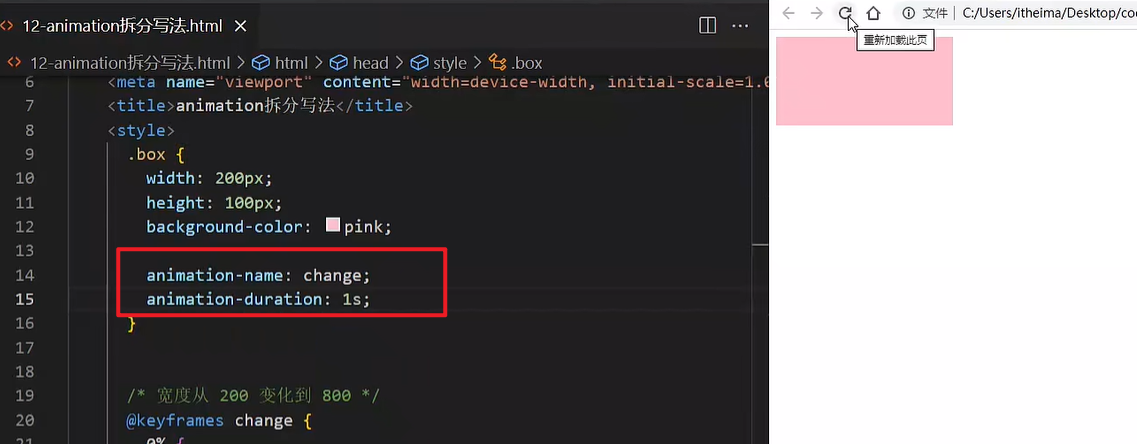 12-animation拆分写法.html
12-animation拆分写法.html > html > head > style > .box
6 <meta name="viewport" content="width=device-width, initial-scale=1.0
7 <title>animation拆分写法</title>
8 <style>
9 .box {
10 width: 200px;
11 height: 100px;
12 background-color: pink;
13
14 animation-name: change;
15 animation-duration: 1s;
16 }
17
18
19 /* 宽度从 200 变化到 800 */
20 @keyframes change {
21 0% {
文件 | C:/Users/itheima/Desktop/co
重新加载此页